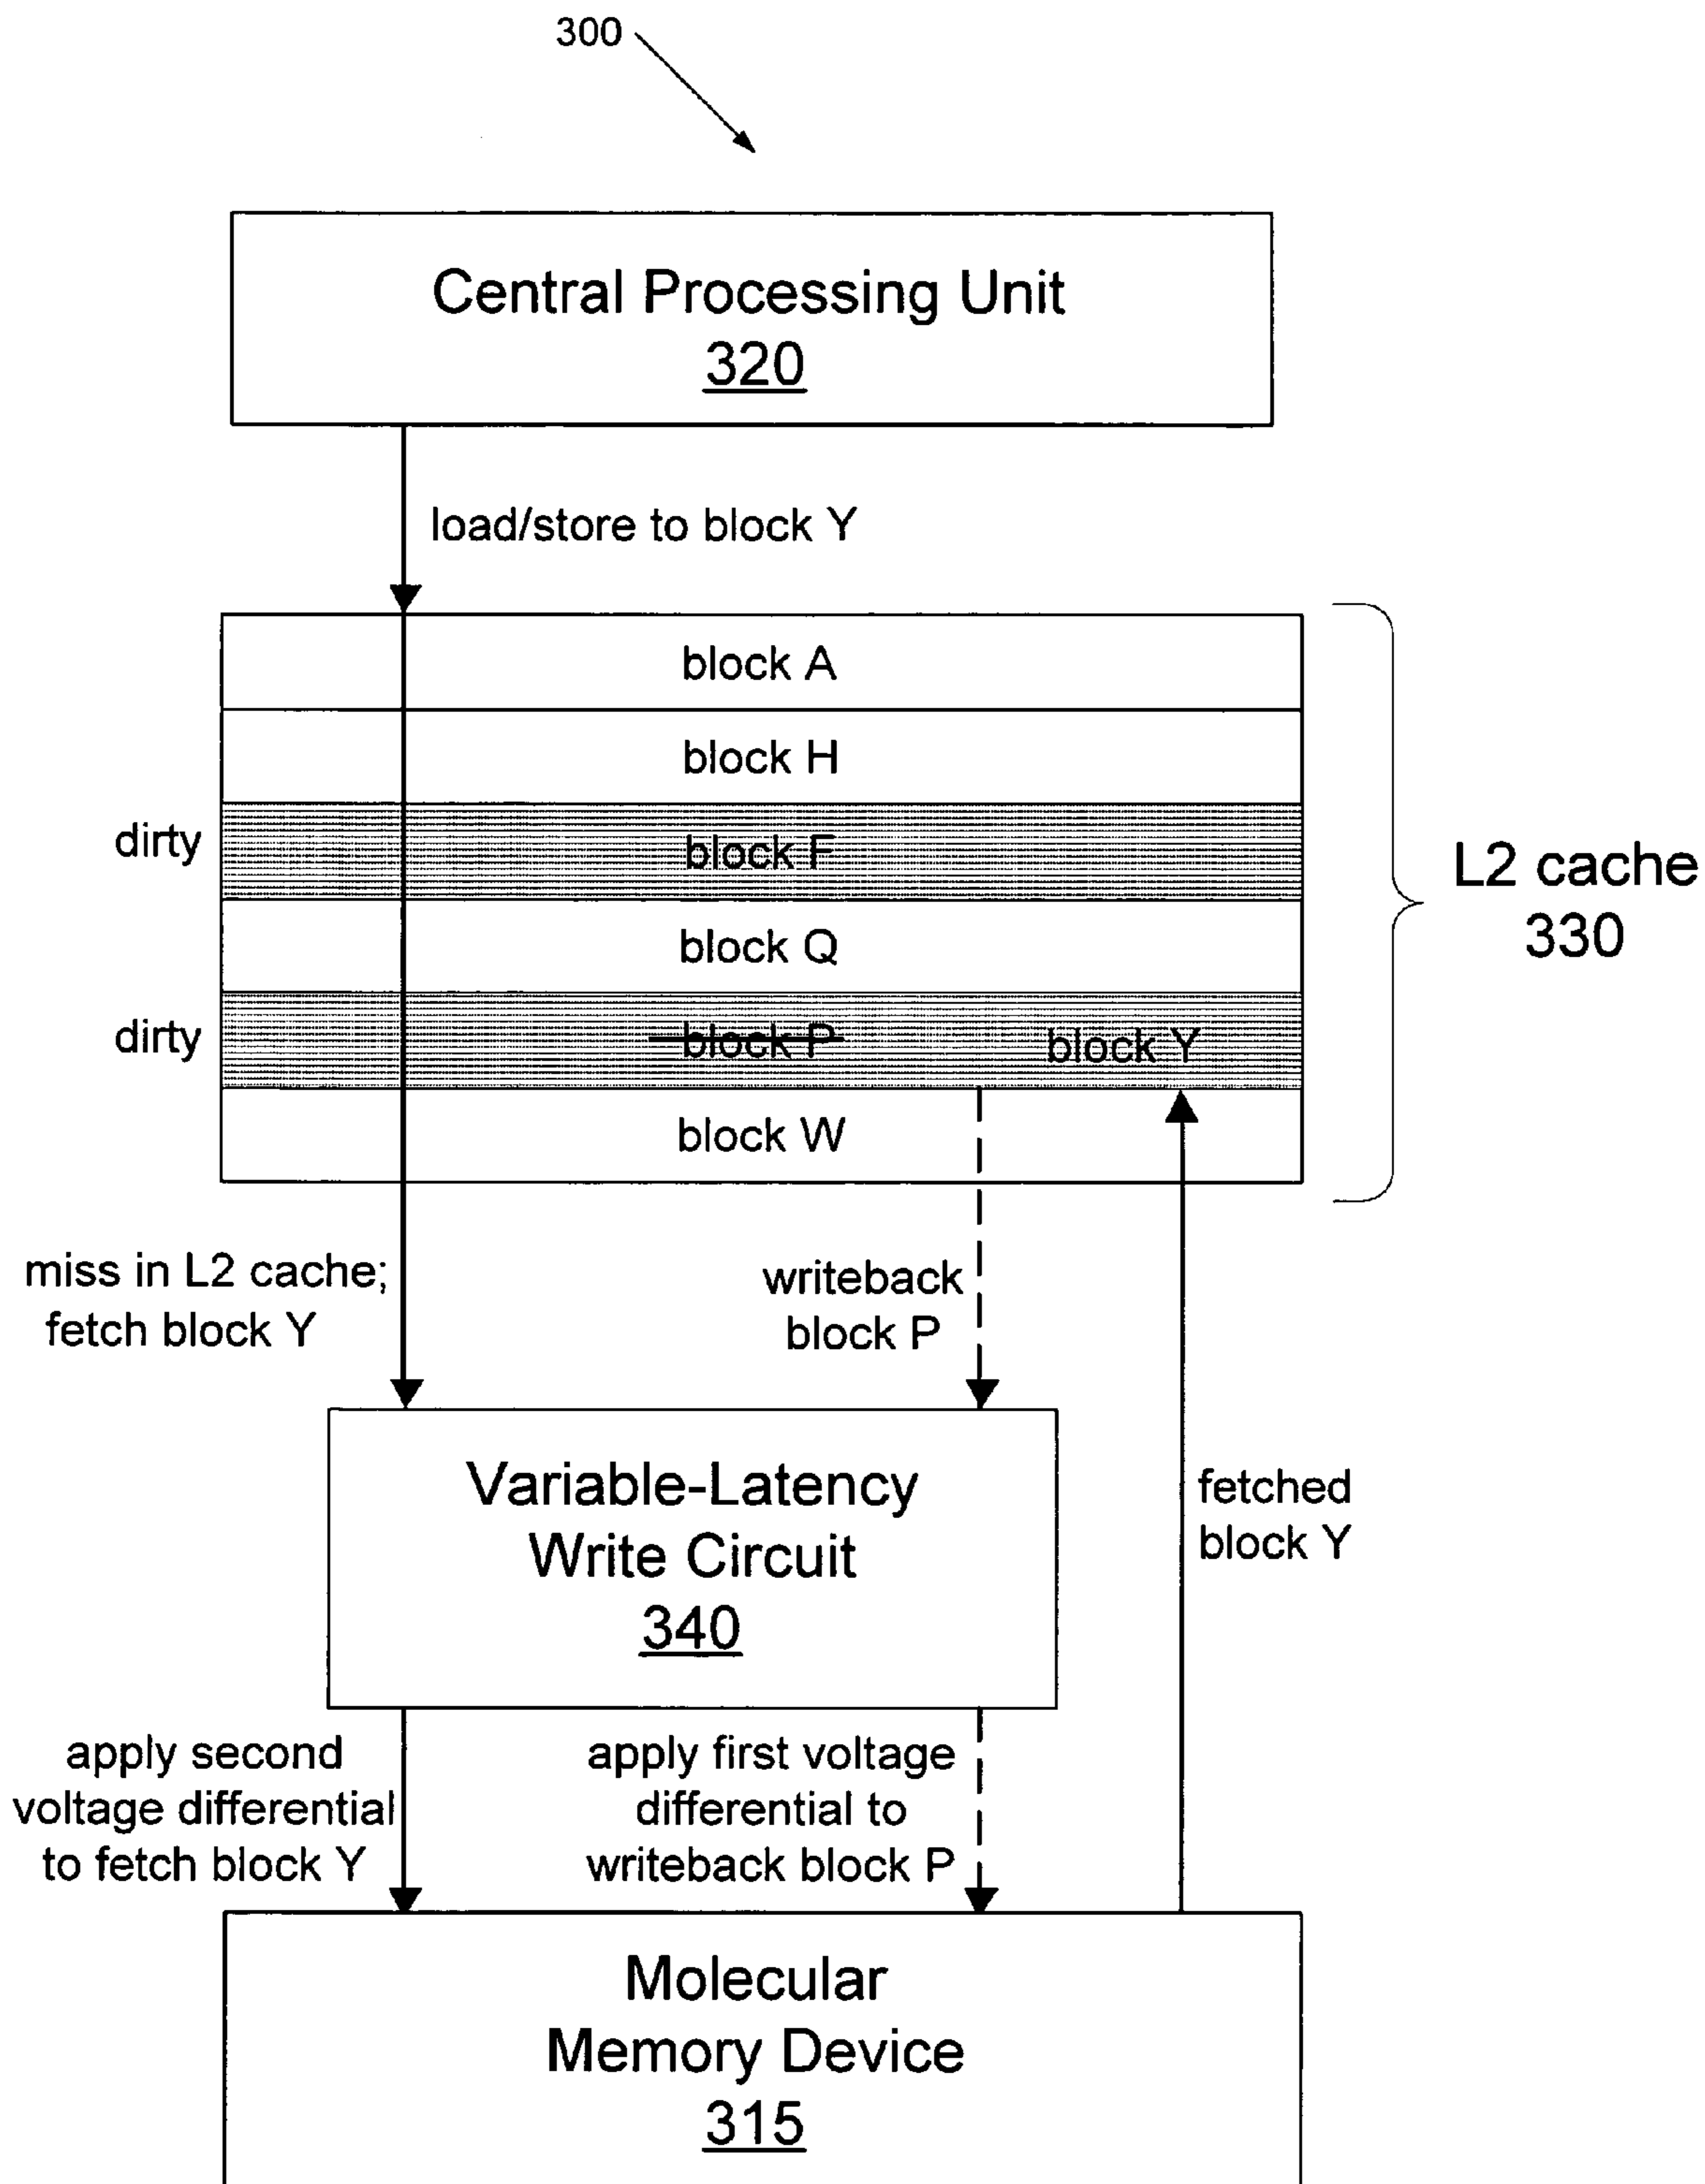 300
Central Processing Unit
320
load/store to block Y
block A
block H
dirty
block F
block Q
dirty
block P
block Y
block W
L2 cache
330
miss in L2 cache;
fetch block Y
writeback
block P
Variable-Latency
Write Circuit
340
fetched
block Y
apply second
voltage differential
to fetch block Y
apply first voltage
differential to
writeback block P
Molecular
Memory Device
315